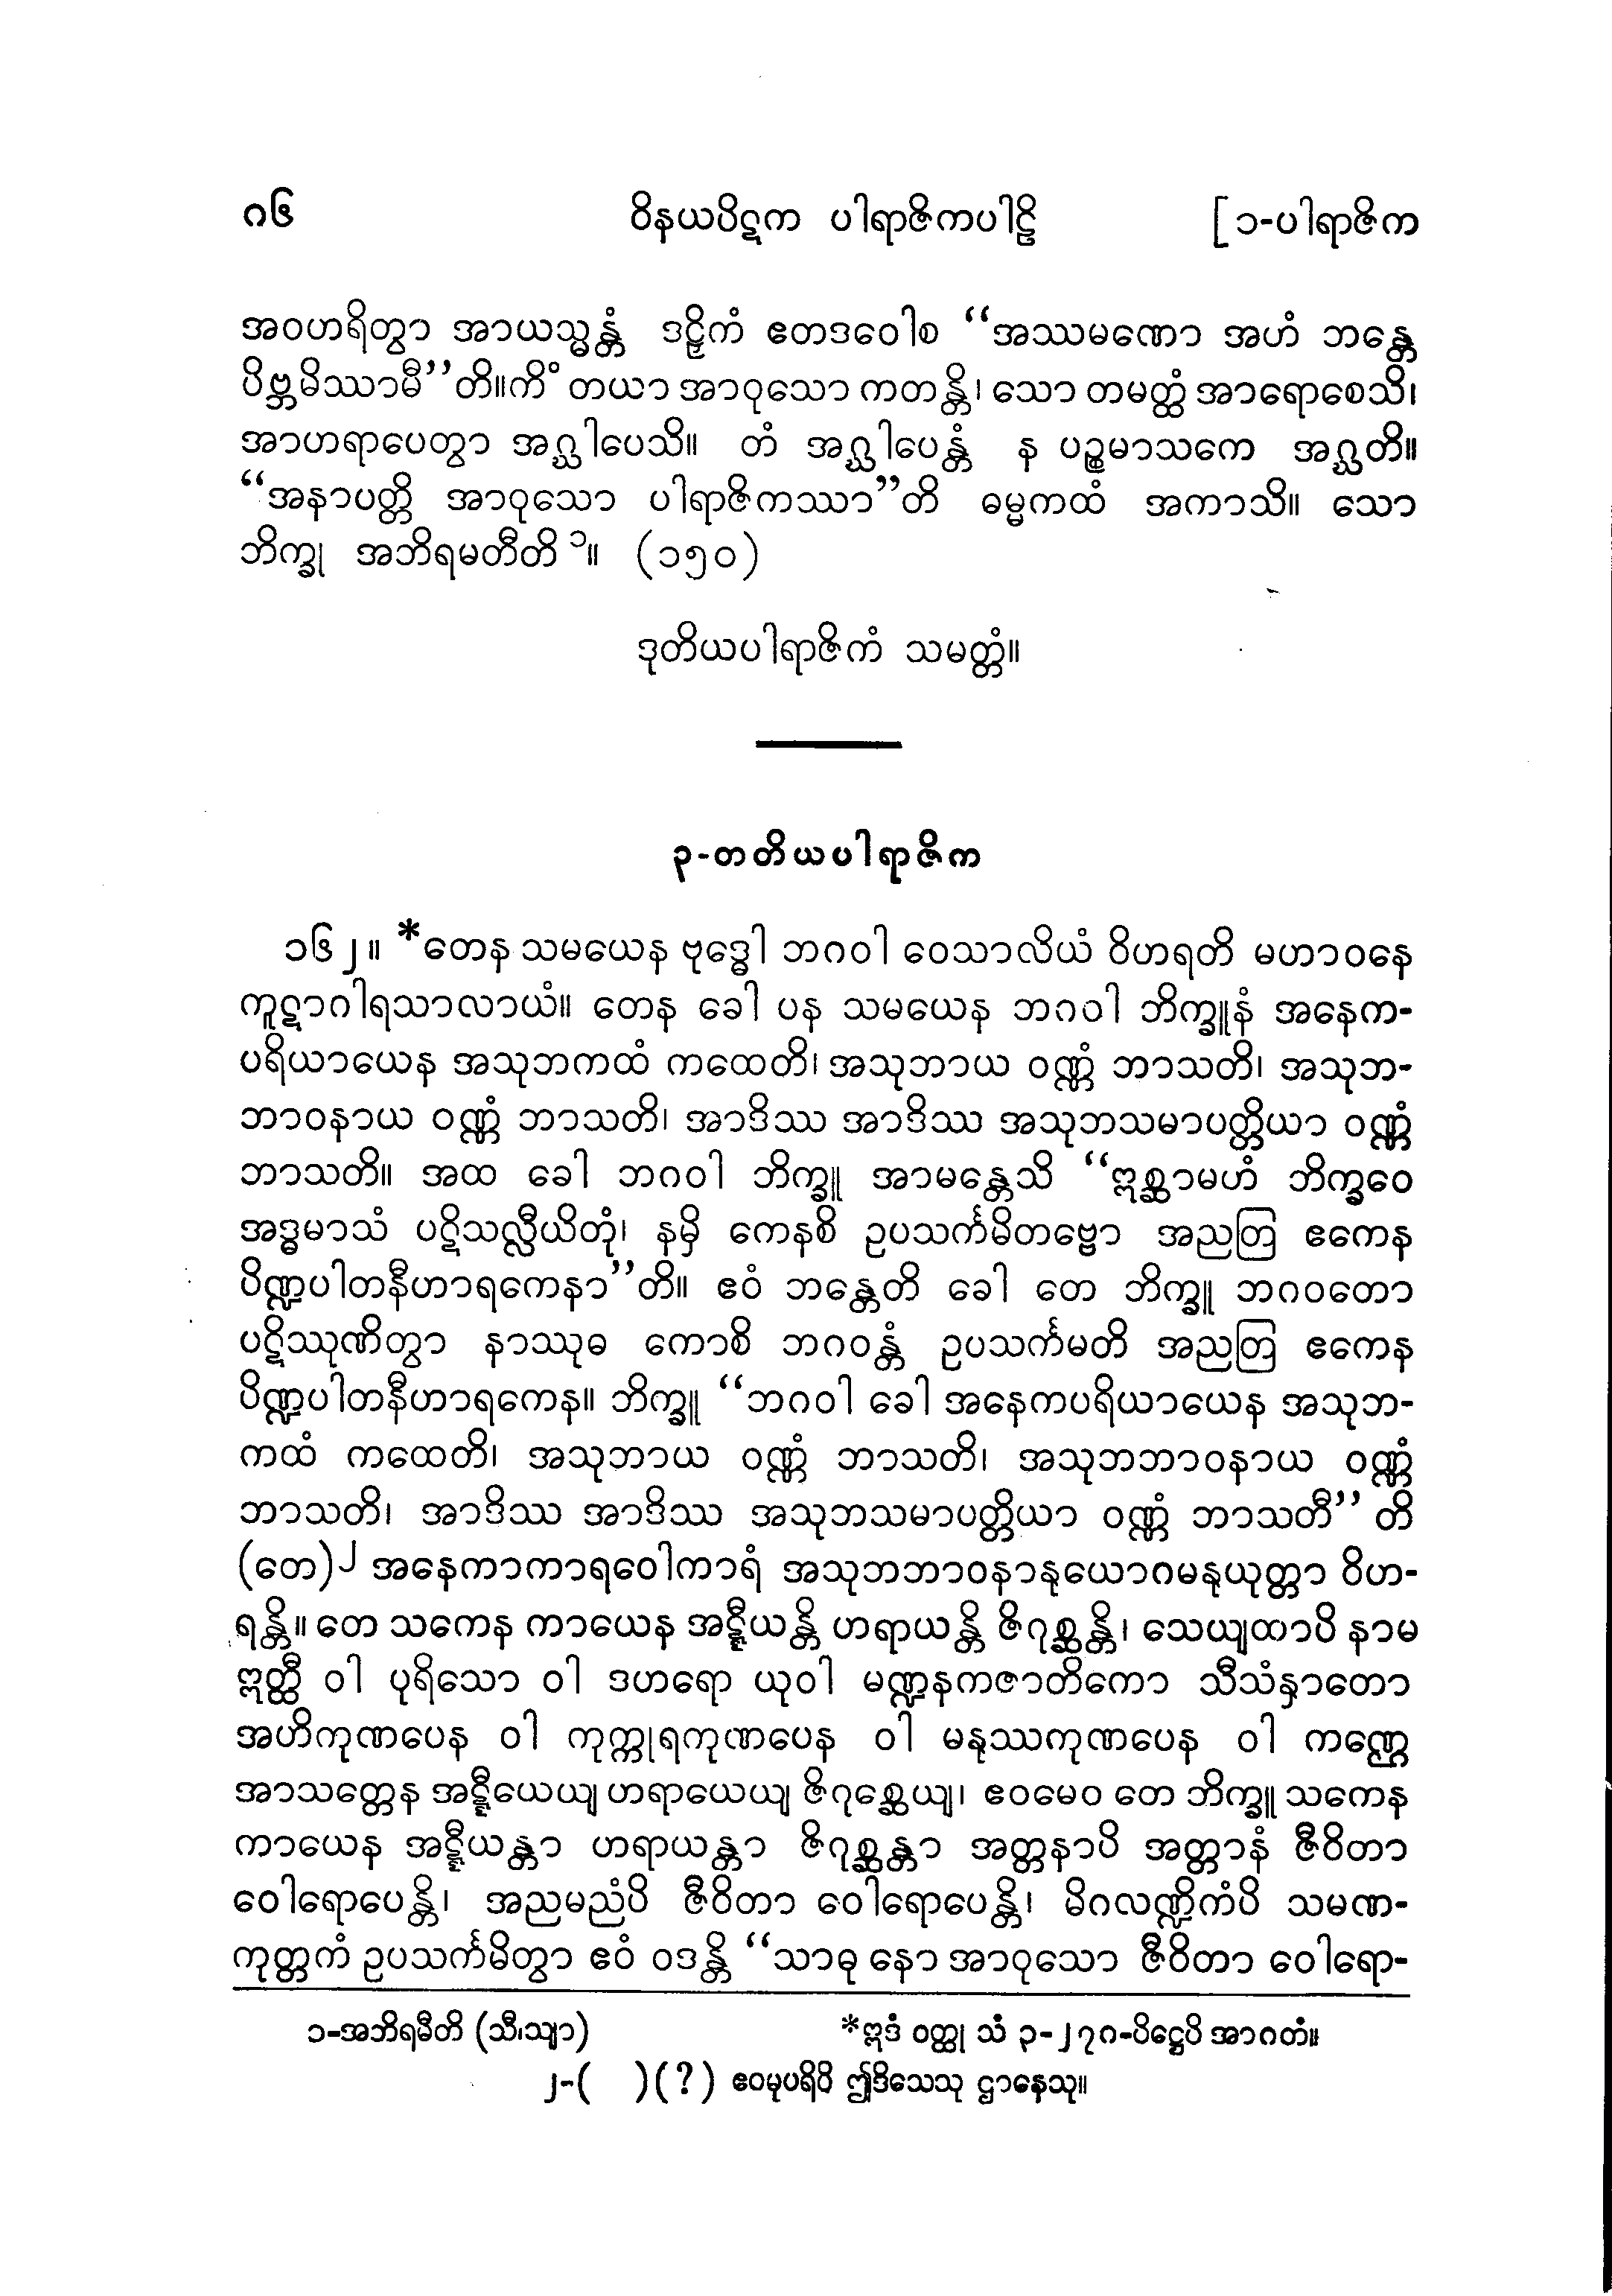 ၈၆ ဝိနယပိဋက ပါရာဇိကပါဠိ [ ၁-ပါရာဇိက
အဝဟရိတွာ အာယသ္မန္တံ ဒဠှိကံ ဧတဒဝေါစ “အဿမဏော အဟံ ဘန္တေ
ပိဗ္ဘမိဿာမီ”တိ။ကိံ တယာ အာဝုသော ကတန္တိ၊ သော တမတ္ထံ အာရောစေသိ၊
အာဟရာပေတွာ အဂ္ဃါပေသိ။ တံ အဂ္ဃါပေန္တံ န ပဉ္စမာသကေ အဂ္ဃတိ။
“အနာပတ္တိ အာဝုသော ပါရာဇိကဿာ”တိ ဓမ္မကထံ အကာသိ။ သော
ဘိက္ခု အဘိရမတီတိ ၁။ (၁၅၀)
ဒုတိယပါရာဇိကံ သမတ္တံ။
၃-တတိယပါရာဇိက
၁၆၂။ *တေန သမယေန ဗုဒ္ဓေါ ဘဂဝါ ဝေသာလိယံ ဝိဟရတိ မဟာဝနေ
ကူဋာဂါရသာလာယံ။ တေန ခေါ ပန သမယေန ဘဂဝါ ဘိက္ခူနံ အနေက-
ပရိယာယေန အသုဘကထံ ကထေတိ၊ အသုဘာယ ဝဏ္ဏံ ဘာသတိ၊ အသုဘ-
ဘာဝနာယ ဝဏ္ဏံ ဘာသတိ၊ အာဒိဿ အာဒိဿ အသုဘသမာပတ္တိယာ ဝဏ္ဏံ
ဘာသတိ။ အထ ခေါ ဘဂဝါ ဘိက္ခူ အာမန္တေသိ “ဣစ္ဆာမဟံ ဘိက္ခဝေ
အဒ္ဓမာသံ ပဋိသလ္လီယိတုံ၊ နမှိ ကေနစိ ဥပသင်္ကမိတဗ္ဗော အညတြ ဧကေန
ပိဏ္ဍပါတနီဟာရကေနာ”တိ။ ဧဝံ ဘန္တေတိ ခေါ တေ ဘိက္ခူ ဘဂဝတော
ပဋိဿုဏိတွာ နာဿုဓ ကောစိ ဘဂဝန္တံ ဥပသင်္ကမတိ အညတြ ဧကေန
ပိဏ္ဍပါတနီဟာရကေန။ ဘိက္ခူ “ဘဂဝါ ခေါ အနေကပရိယာယေန အသုဘ-
ကထံ ကထေတိ၊ အသုဘာယ ဝဏ္ဏံ ဘာသတိ၊ အသုဘဘာဝနာယ ဝဏ္ဏံ
ဘာသတိ၊ အာဒိဿ အာဒိဿ အသုဘသမာပတ္တိယာ ဝဏ္ဏံ ဘာသတီ” တိ
(တေ)၂ အနေကာကာရဝေါကာရံ အသုဘဘာဝနာနုယောဂမနုယုတ္တာ ဝိဟ-
ရန္တိ။ တေ သကေန ကာယေန အဋ္ဋီယန္တိ ဟရာယန္တိ ဇိဂုစ္ဆန္တိ၊ သေယျထာပိ နာမ
ဣတ္ထီ ဝါ ပုရိသော ဝါ ဒဟရော ယုဝါ မဏ္ဍနကဇာတိကော သီသံနှာတော
အဟိကုဏပေန ဝါ ကုက္ကုရကုဏပေန ဝါ မနုဿကုဏပေန ဝါ ကဏ္ဌေ
အာသတ္တေန အဋ္ဋီယေယျ ဟရာယေယျ ဇိဂုစ္ဆေယျ၊ ဧဝမေဝ တေ ဘိက္ခူ သကေန
ကာယေန အဋ္ဋီယန္တာ ဟရာယန္တာ ဇိဂုစ္ဆန္တာ အတ္တနာပိ အတ္တာနံ ဇီဝိတာ
ဝေါရောပေန္တိ၊ အညမညံပိ ဇီဝိတာ ဝေါရောပေန္တိ၊ မိဂလဏ္ဍိကံပိ သမဏ-
ကုတ္တကံ ဥပသင်္ကမိတွာ ဧဝံ ဝဒန္တိ “သာဓု နော အာဝုသော ဇီဝိတာ ဝေါရော-
၁-အဘိရမီတိ (သီ၊သျာ) *ဣဒံ ဝတ္ထု သံ ၃-၂၇၈-ပိဋ္ဌေပိ အာဂတံ။
၂-( )(?) ဧဝမုပရိပိ ဤဒိသေသု ဌာနေသု။